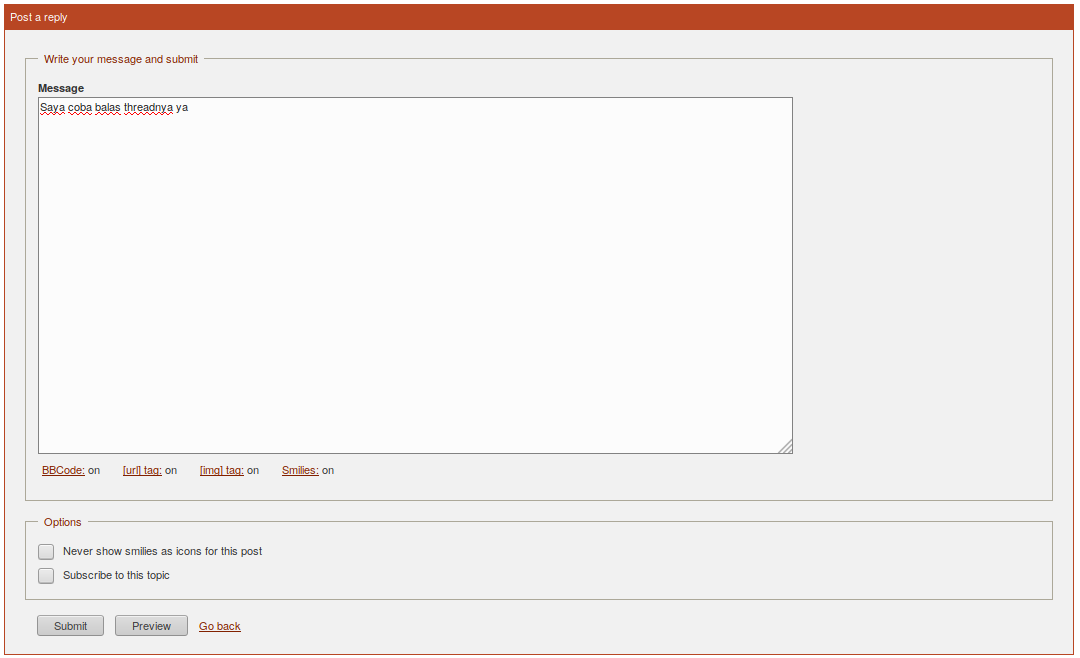 Post a reply
Write your message and submit
Message
Saya coba balas threadnya ya
BBCode: on [url] tag: on [img] tag: on Smilies: on
Options
Never show smilies as icons for this post
Subscribe to this topic
Submit Preview Go back